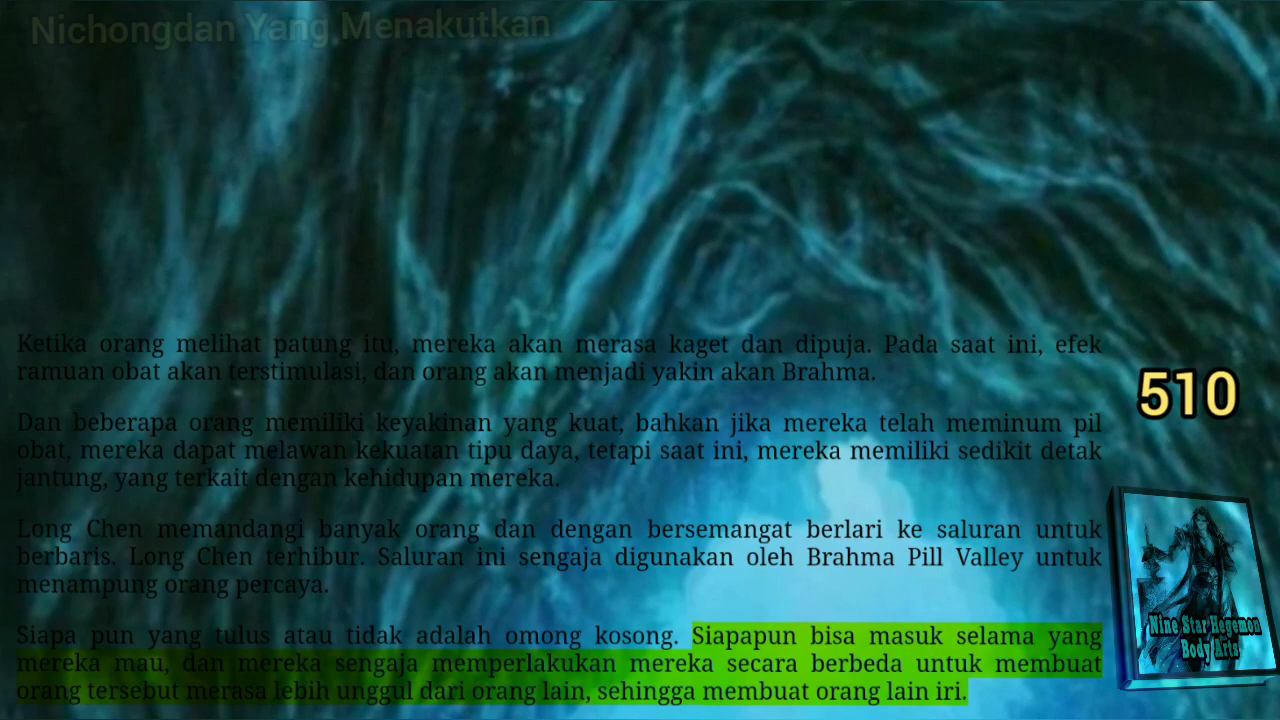 Nichongdan Yang Menakutkan
Ketika orang melihat patung itu, mereka akan merasa kaget dan dipuja. Pada saat ini, efek
ramuan obat akan terstimulasi, dan orang akan menjadi yakin akan Brahma.
Dan beberapa orang memiliki keyakinan yang kuat, bahkan jika mereka telah meminum pil
obat, mereka dapat melawan kekuatan tipu daya, tetapi saat ini, mereka memiliki sedikit detak
jantung, yang terkait dengan kehidupan mereka.
Long Chen memandangi banyak orang dan dengan bersemangat berlari ke saluran untuk
berbaris. Long Chen terhibur. Saluran ini sengaja digunakan oleh Brahma Pill Valley untuk
menampung orang percaya.
Siapa pun yang tulus atau tidak adalah omong kosong. Siapapun bisa masuk selama yang
mereka mau, dan mereka sengaja memperlakukan mereka secara berbeda untuk membuat
orang tersebut merasa lebih unggul dari orang lain, sehingga membuat orang lain iri.
510
Nine Star Hegemon
Body Arts